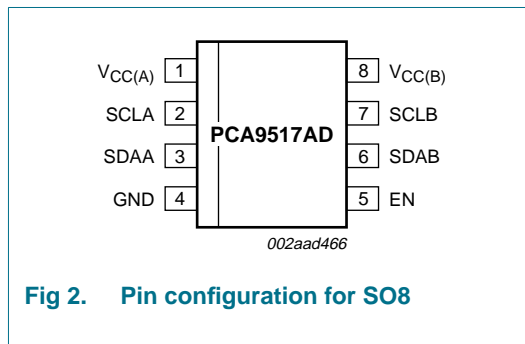 VCC(A) 1 8 VCC(B)
SCLA 2 7 SCLB
PCA9517AD
SDAA 3 6 SDAB
GND 4 5 EN
002aad466
Fig 2. Pin configuration for SO8